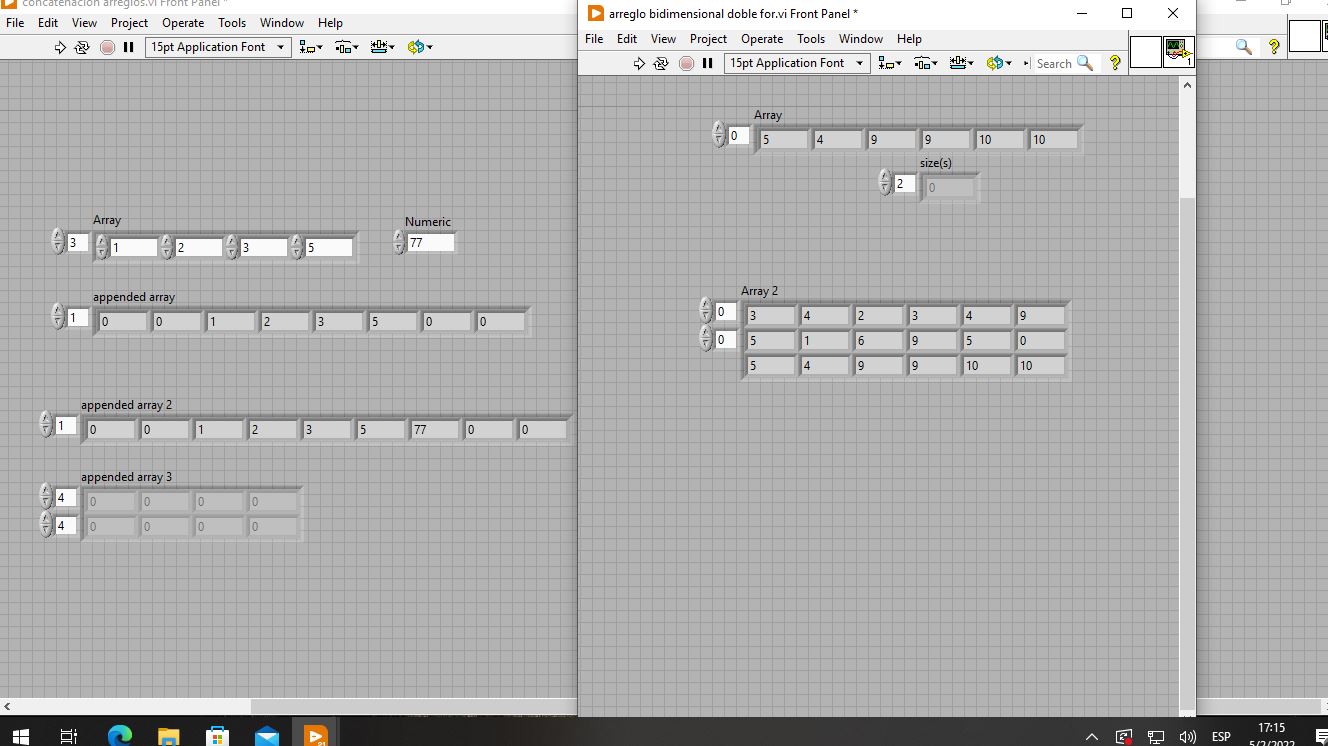 concatenacion arreglos.vi Front Panel *
File Edit View Project Operate Tools Window Help
15pt Application Font
Array
3 1 2 3 5
Numeric
77
appended array
1 0 0 1 2 3 5 0 0
appended array 2
1 0 0 1 2 3 5 77 0 0
appended array 3
4 0 0 0 0
4 0 0 0 0
arreglo bidimensional doble for.vi Front Panel *
File Edit View Project Operate Tools Window Help
15pt Application Font Search ? 1
Array
0 5 4 9 9 10 10
size(s)
2 0
Array 2
0 3 4 2 3 4 9
0 5 1 6 9 5 0
5 4 9 9 10 10
?
ESP
17:15
5/2/2022